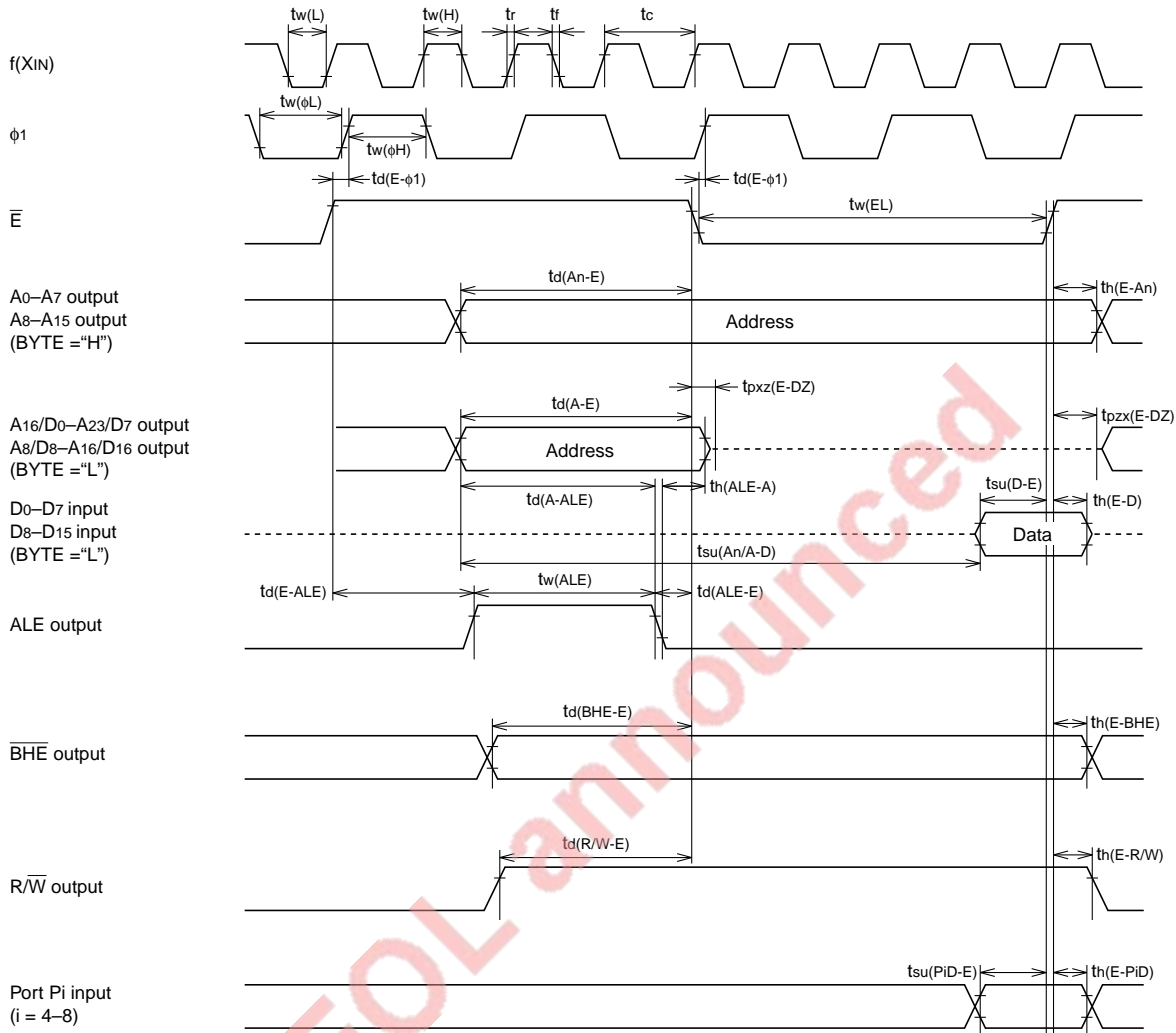 tw(L) tw(H) tr tf tc
f(XIN)
tw(ϕL)
ϕ1
tw(ϕH)
td(E-ϕ1) td(E-ϕ1)
E̅ tw(EL)
td(An-E) th(E-An)
A0–A7 output
A8–A15 output
(BYTE =“H”)
Address
tpxz(E-DZ)
td(A-E) tpzx(E-DZ)
A16/D0–A23/D7 output
A8/D8–A16/D16 output
(BYTE =“L”)
Address
td(A-ALE) th(ALE-A) tsu(D-E) th(E-D)
D0–D7 input
D8–D15 input
(BYTE =“L”)
Data
tsu(An/A-D)
td(E-ALE) tw(ALE) td(ALE-E)
ALE output
td(BHE-E) th(E-BHE)
B̅H̅E̅ output
td(R/W-E) th(E-R/W)
R/W̅ output
tsu(PiD-E) th(E-PiD)
Port Pi input
(i = 4–8)
EOL announced